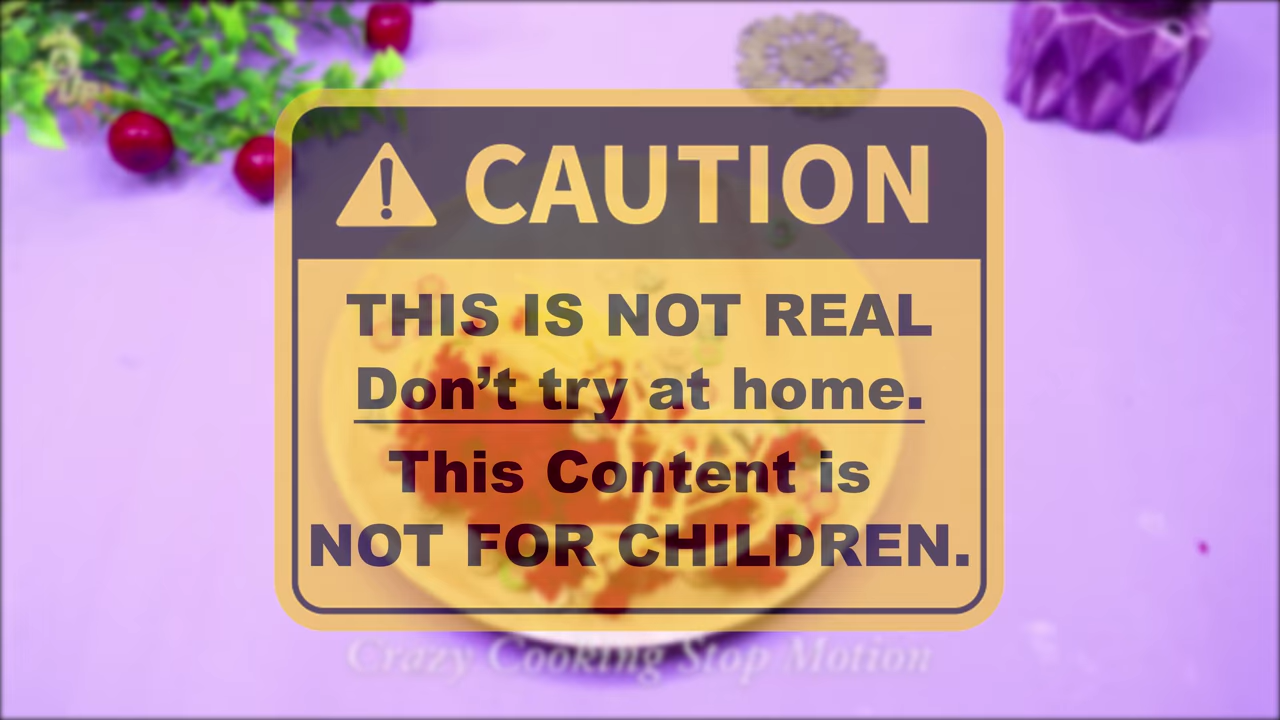 CAUTION
THIS IS NOT REAL
Don’t try at home.
This Content is
NOT FOR CHILDREN.
Crazy Cooking Stop Motion